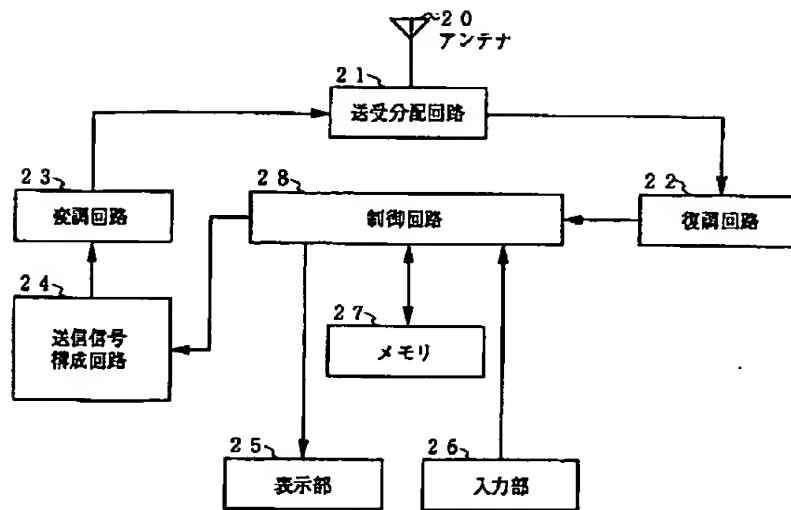 20
アンテナ
21
送受分配回路
23
変調回路
28
制御回路
22
復調回路
24
送信信号
構成回路
27
メモリ
25
表示部
26
入力部